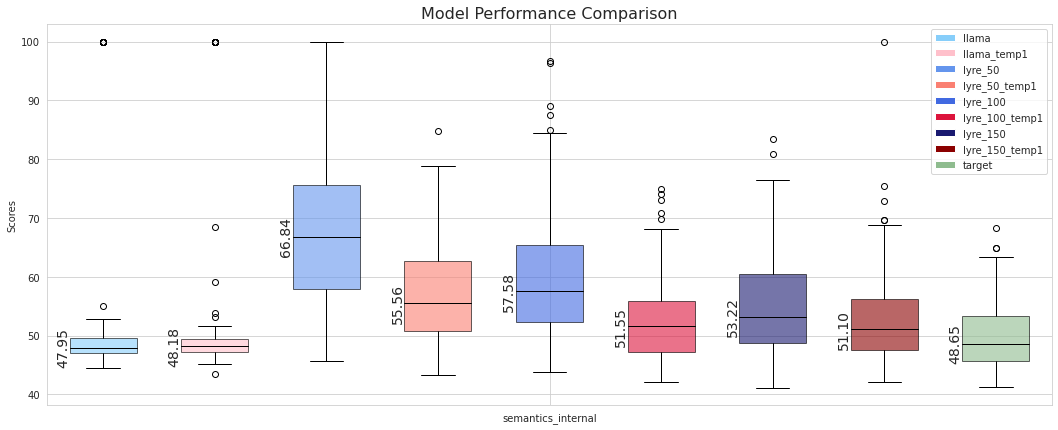 Model Performance Comparison
100
90
80
70
60
50
40
Scores
47.95
48.18
66.84
55.56
57.58
51.55
53.22
51.10
48.65
semantics_internal
llama
llama_temp1
lyre_50
lyre_50_temp1
lyre_100
lyre_100_temp1
lyre_150
lyre_150_temp1
target